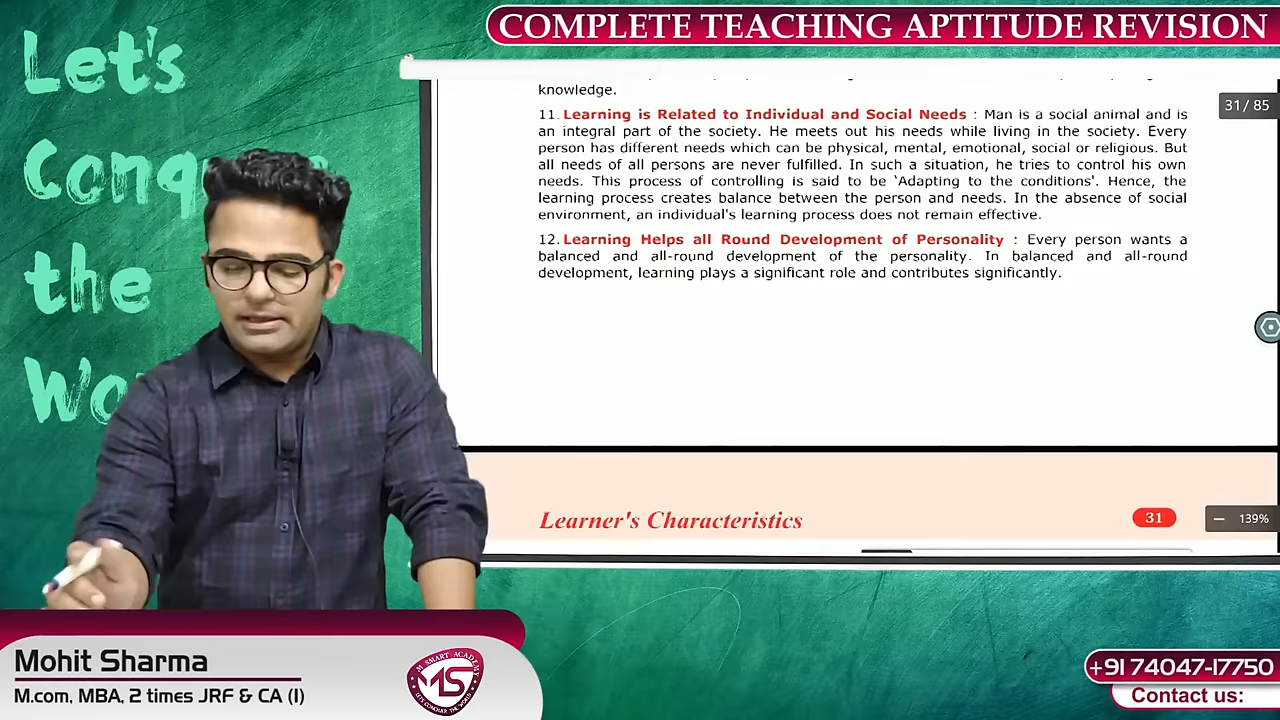 COMPLETE TEACHING APTITUDE REVISION
Let's
Conq
the
Wo
knowledge.
31/ 85
11. Learning is Related to Individual and Social Needs : Man is a social animal and is
an integral part of the society. He meets out his needs while living in the society. Every
person has different needs which can be physical, mental, emotional, social or religious. But
all needs of all persons are never fulfilled. In such a situation, he tries to control his own
needs. This process of controlling is said to be 'Adapting to the conditions'. Hence, the
learning process creates balance between the person and needs. In the absence of social
environment, an individual's learning process does not remain effective.
12. Learning Helps all Round Development of Personality : Every person wants a
balanced and all-round development of the personality. In balanced and all-round
development, learning plays a significant role and contributes significantly.
Learner's Characteristics
31
— 139%
Mohit Sharma
M.com, MBA, 2 times JRF & CA (I)
M SMART ACADEMY
MS
LET'S CONQUER THE WORLD
+91 74047-17750
Contact us: